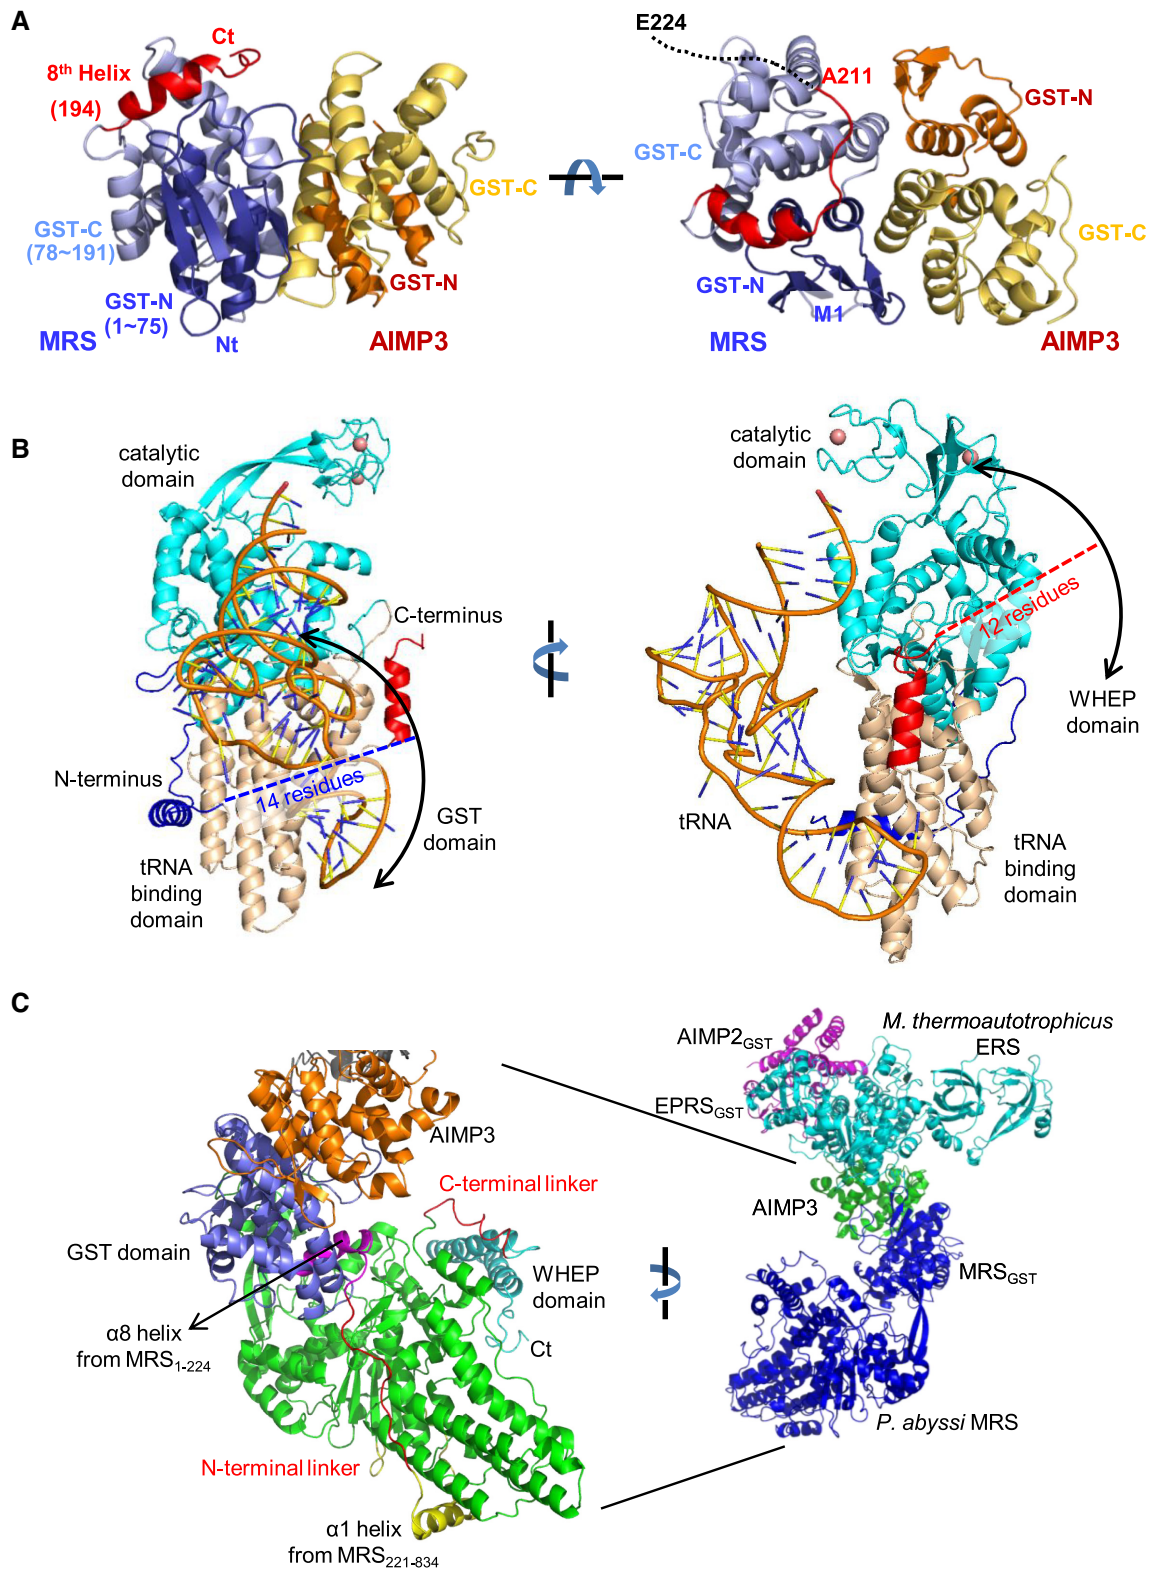 A
Ct
8th Helix
(194)
GST-C
(78~191)
GST-N
(1~75)
MRS
Nt
GST-C
GST-N
AIMP3
E224
A211
GST-N
GST-C
GST-C
GST-N
M1
MRS
AIMP3
B
catalytic
domain
C-terminus
N-terminus
14 residues
GST
domain
tRNA
binding
domain
catalytic
domain
12 residues
WHEP
domain
tRNA
tRNA
binding
domain
C
AIMP3
C-terminal linker
GST domain
WHEP
domain
Ct
α8 helix
from MRS1-224
N-terminal linker
α1 helix
from MRS221-834
AIMP2GST
M. thermoautotrophicus
ERS
EPRSGST
AIMP3
MRSGST
P. abyssi MRS